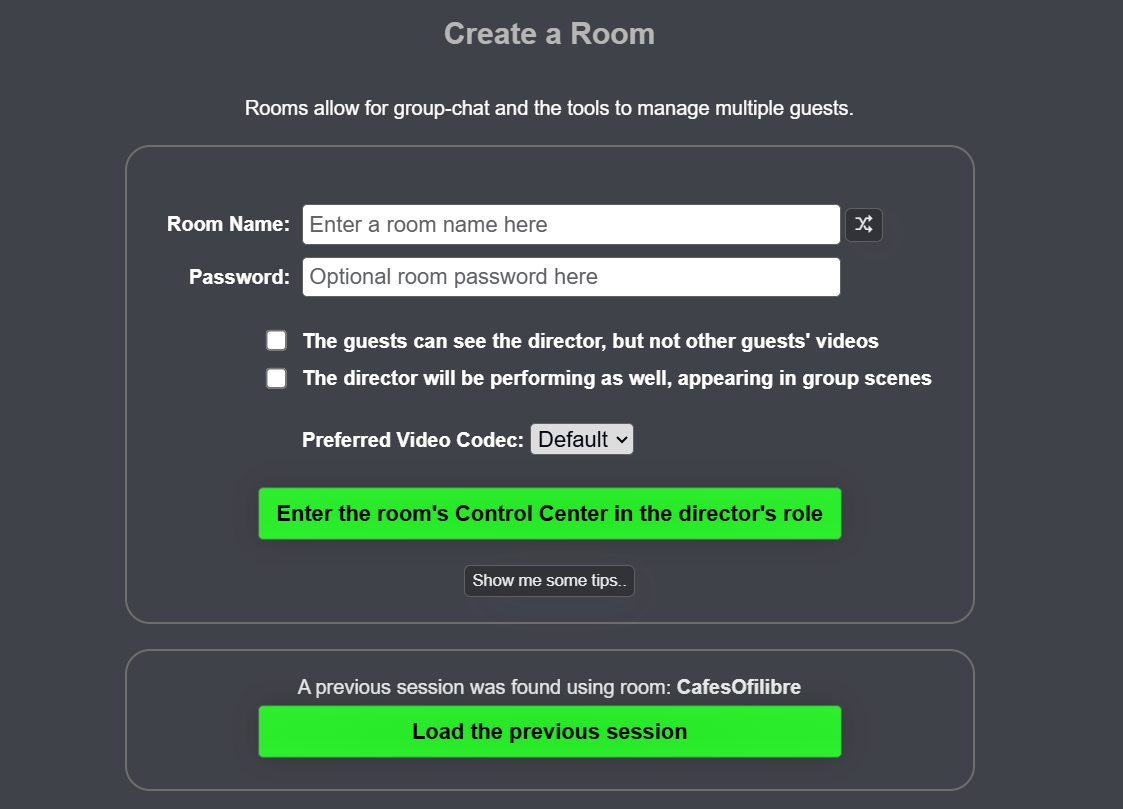 Create a Room
Rooms allow for group-chat and the tools to manage multiple guests.
Room Name: Enter a room name here
Password: Optional room password here
The guests can see the director, but not other guests' videos
The director will be performing as well, appearing in group scenes
Preferred Video Codec: Default
Enter the room's Control Center in the director's role
Show me some tips..
A previous session was found using room: CafesOfilibre
Load the previous session